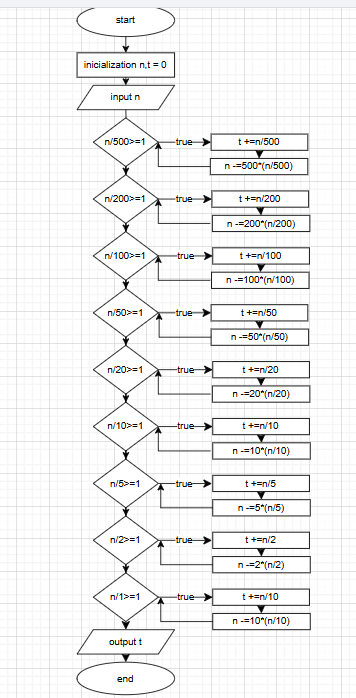 start
inicialization n,t = 0
input n
n/500>=1
true
t +=n/500
n -=500*(n/500)
n/200>=1
true
t +=n/200
n -=200*(n/200)
n/100>=1
true
t +=n/100
n -=100*(n/100)
n/50>=1
true
t +=n/50
n -=50*(n/50)
n/20>=1
true
t +=n/20
n -=20*(n/20)
n/10>=1
true
t +=n/10
n -=10*(n/10)
n/5>=1
true
t +=n/5
n -=5*(n/5)
n/2>=1
true
t +=n/2
n -=2*(n/2)
n/1>=1
true
t +=n/10
n -=10*(n/10)
output t
end